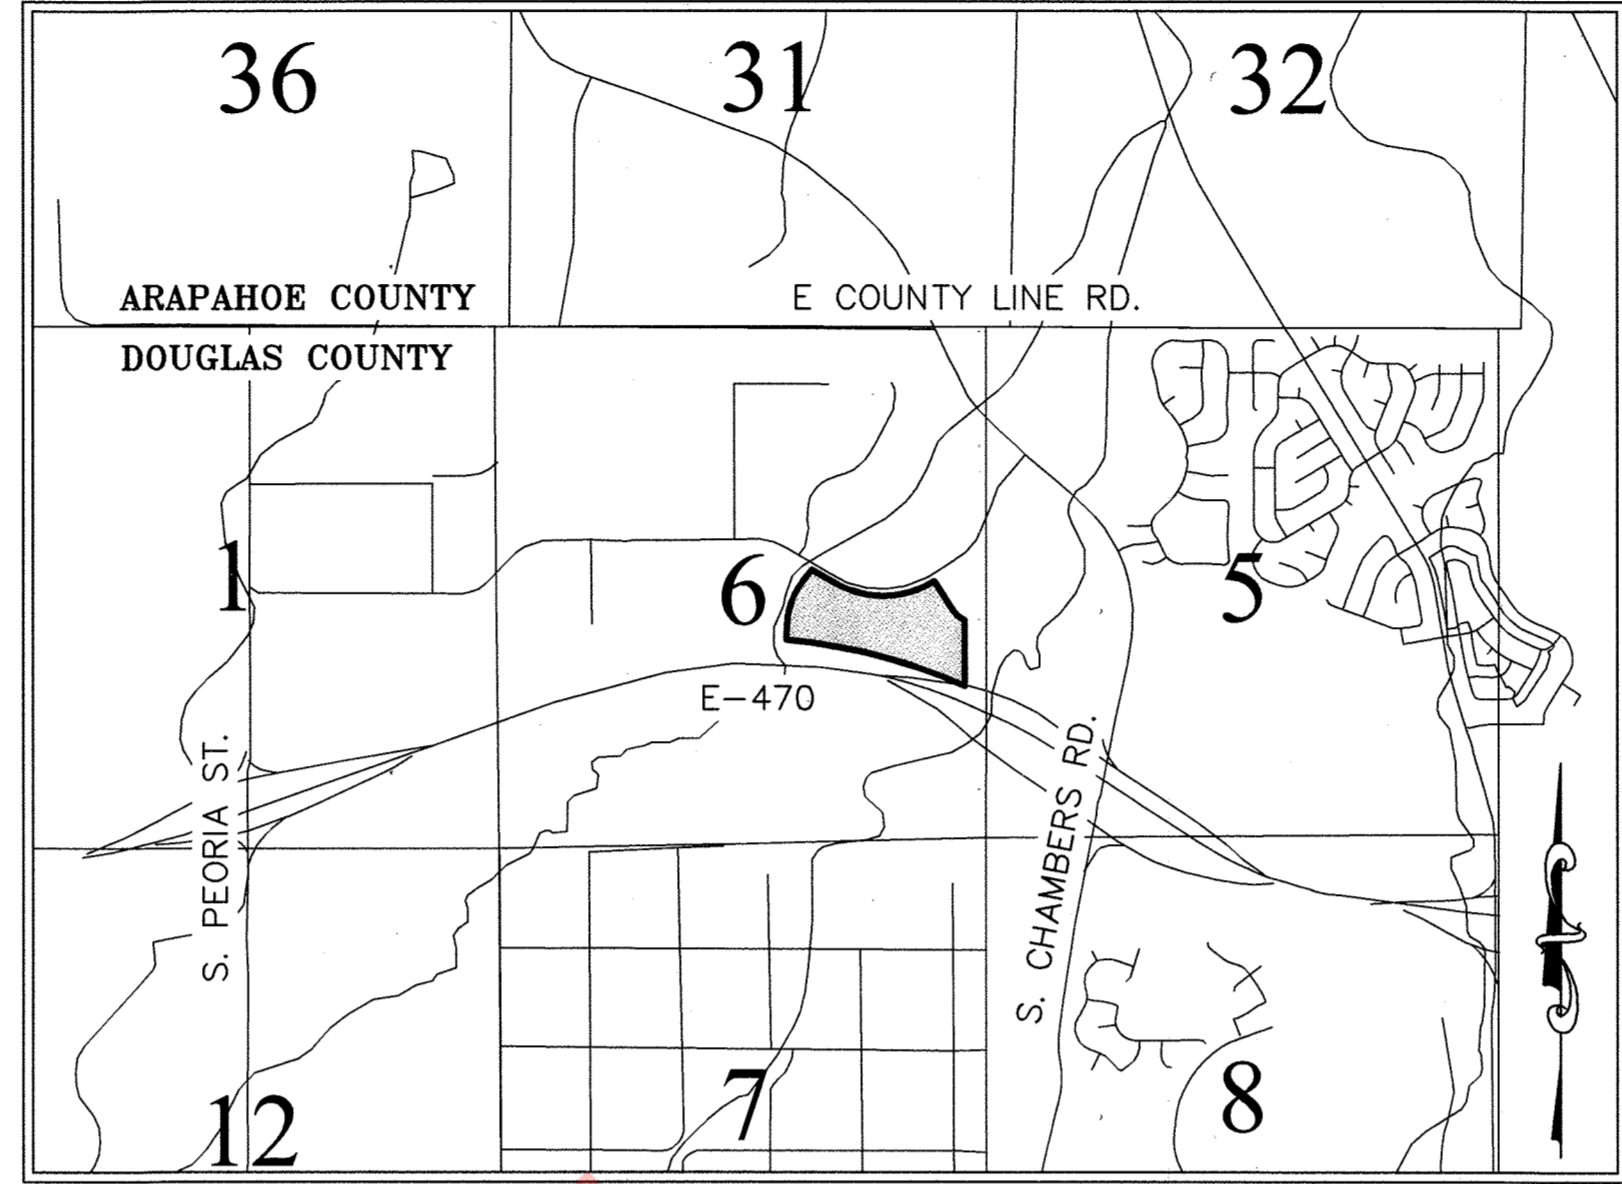 36
31
32
ARAPAHOE COUNTY
E COUNTY LINE RD.
DOUGLAS COUNTY
1
6
5
E-470
S. PEORIA ST.
S. CHAMBERS RD.
12
7
8